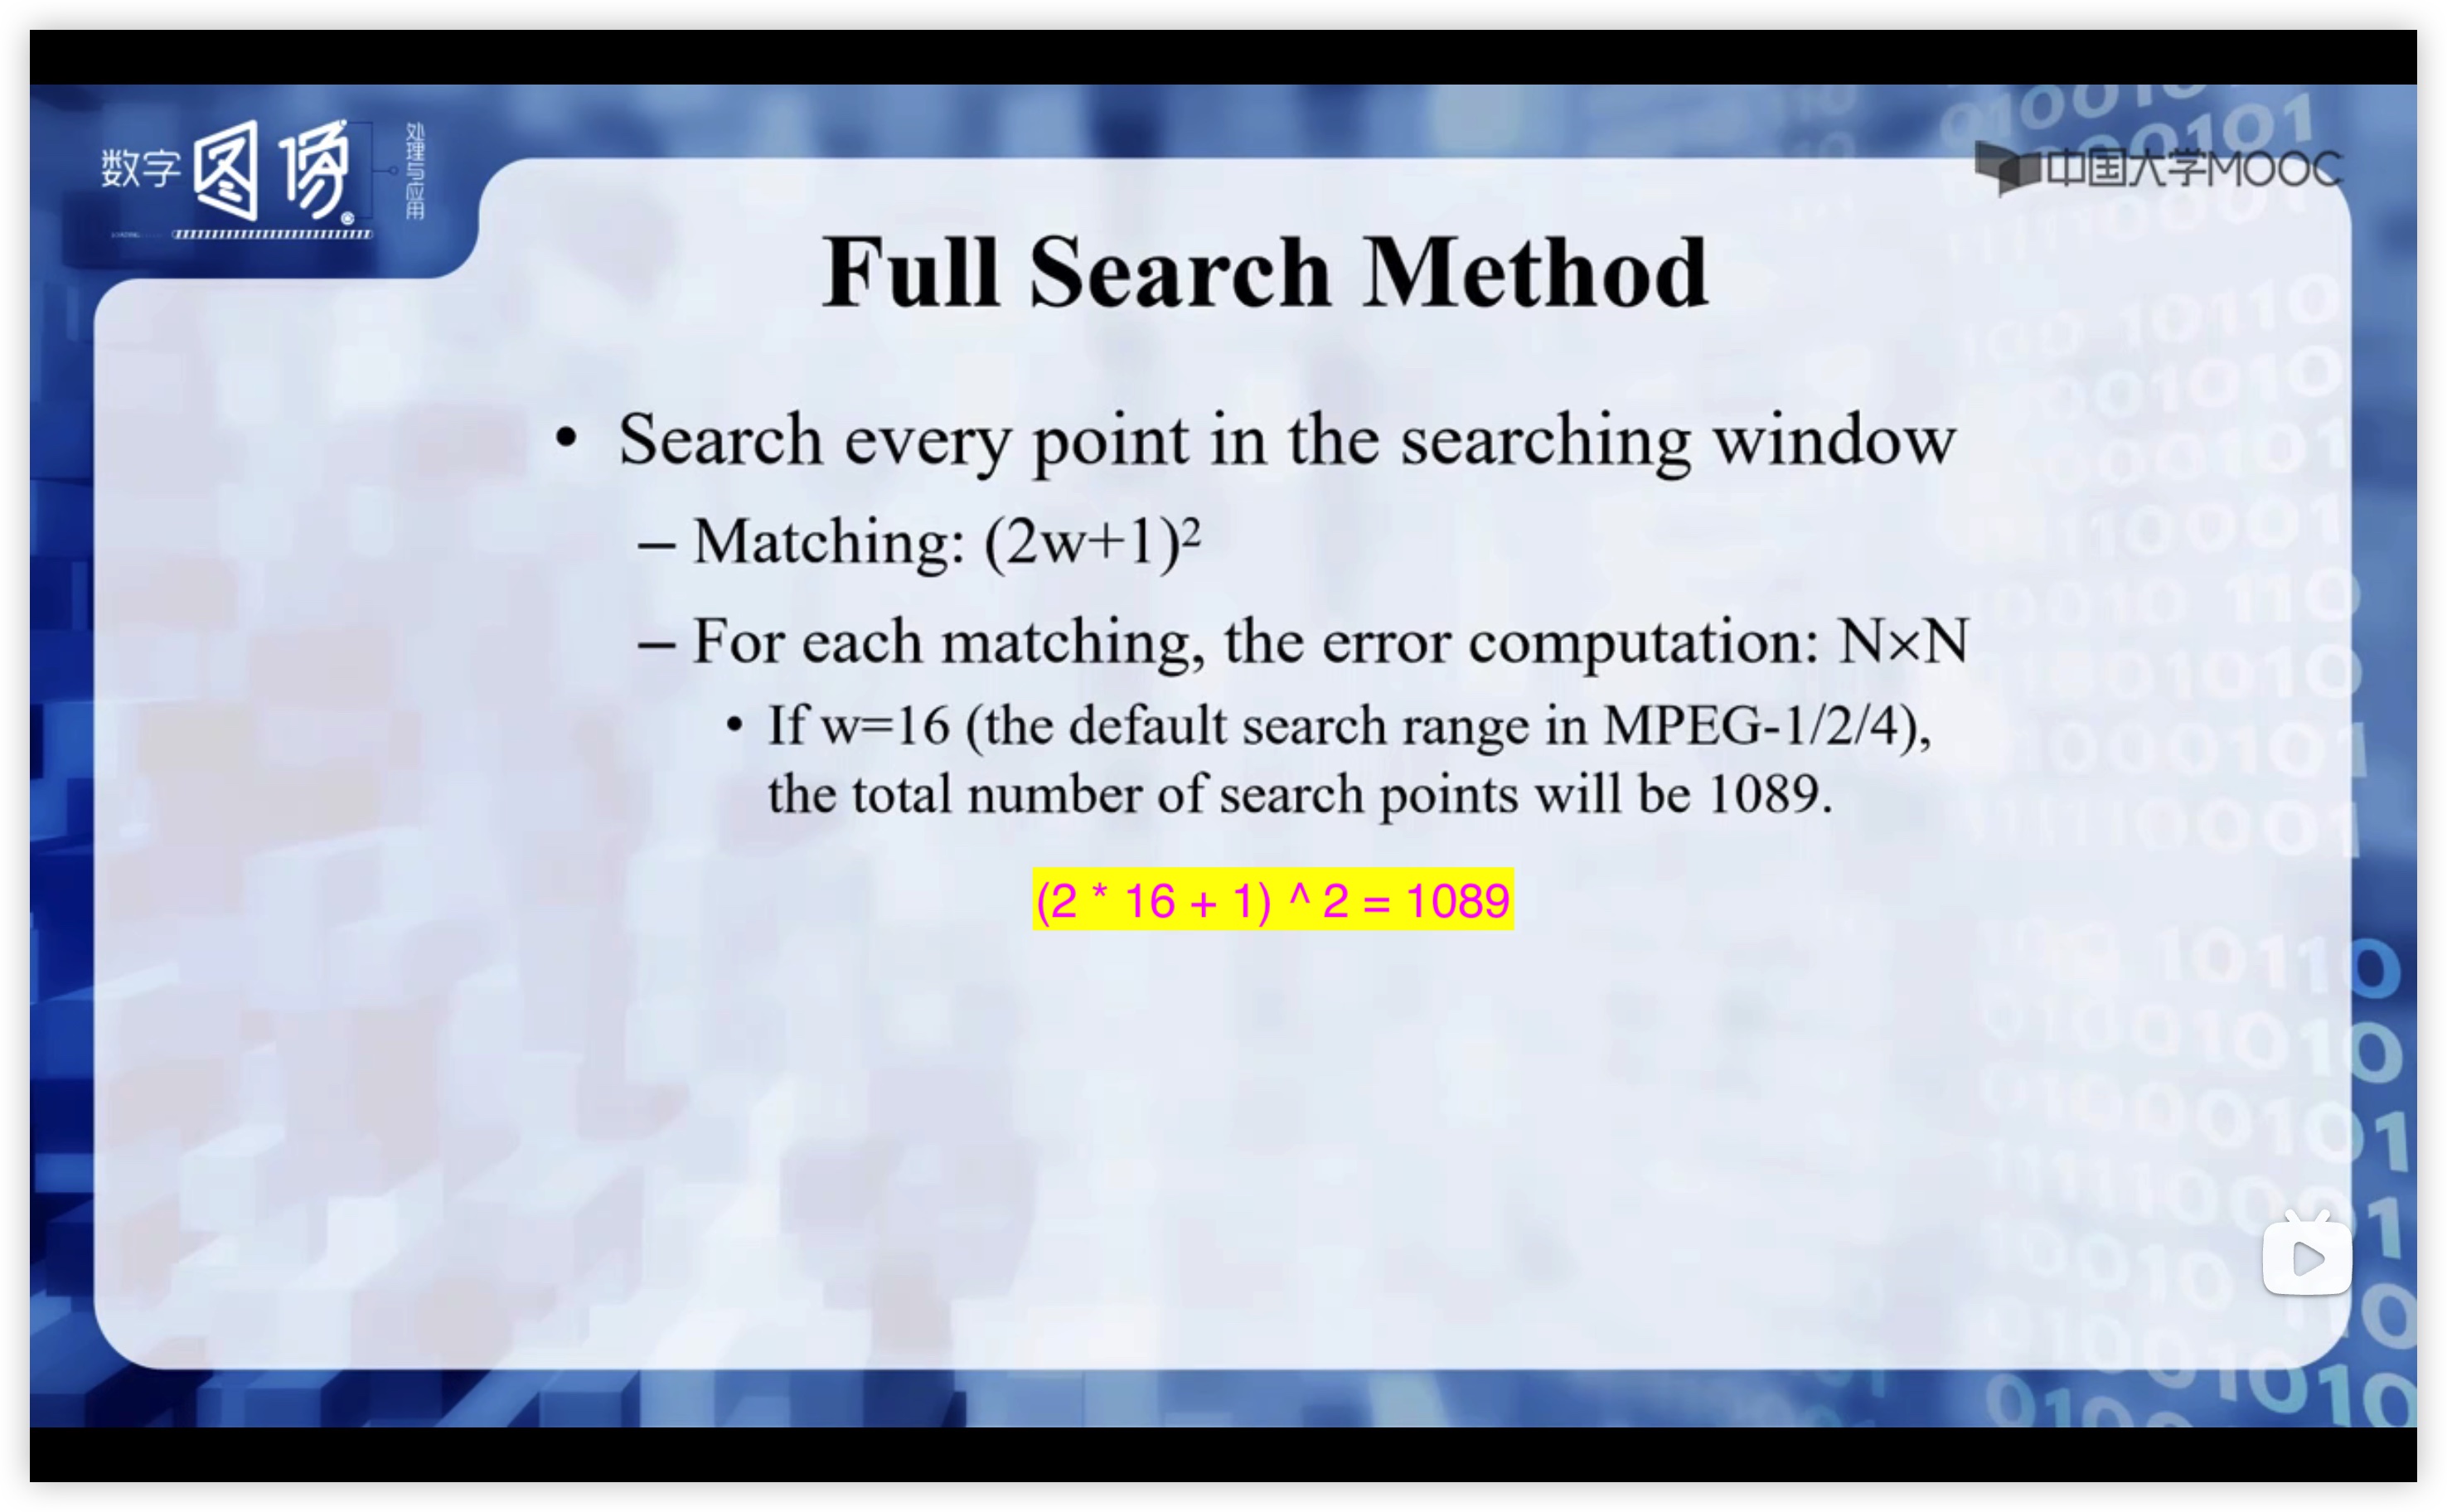 数字图像处理与应用
中国大学MOOC
Full Search Method
• Search every point in the searching window
– Matching: (2w+1)²
– For each matching, the error computation: N×N
• If w=16 (the default search range in MPEG-1/2/4),
the total number of search points will be 1089.
(2 * 16 + 1) ^ 2 = 1089